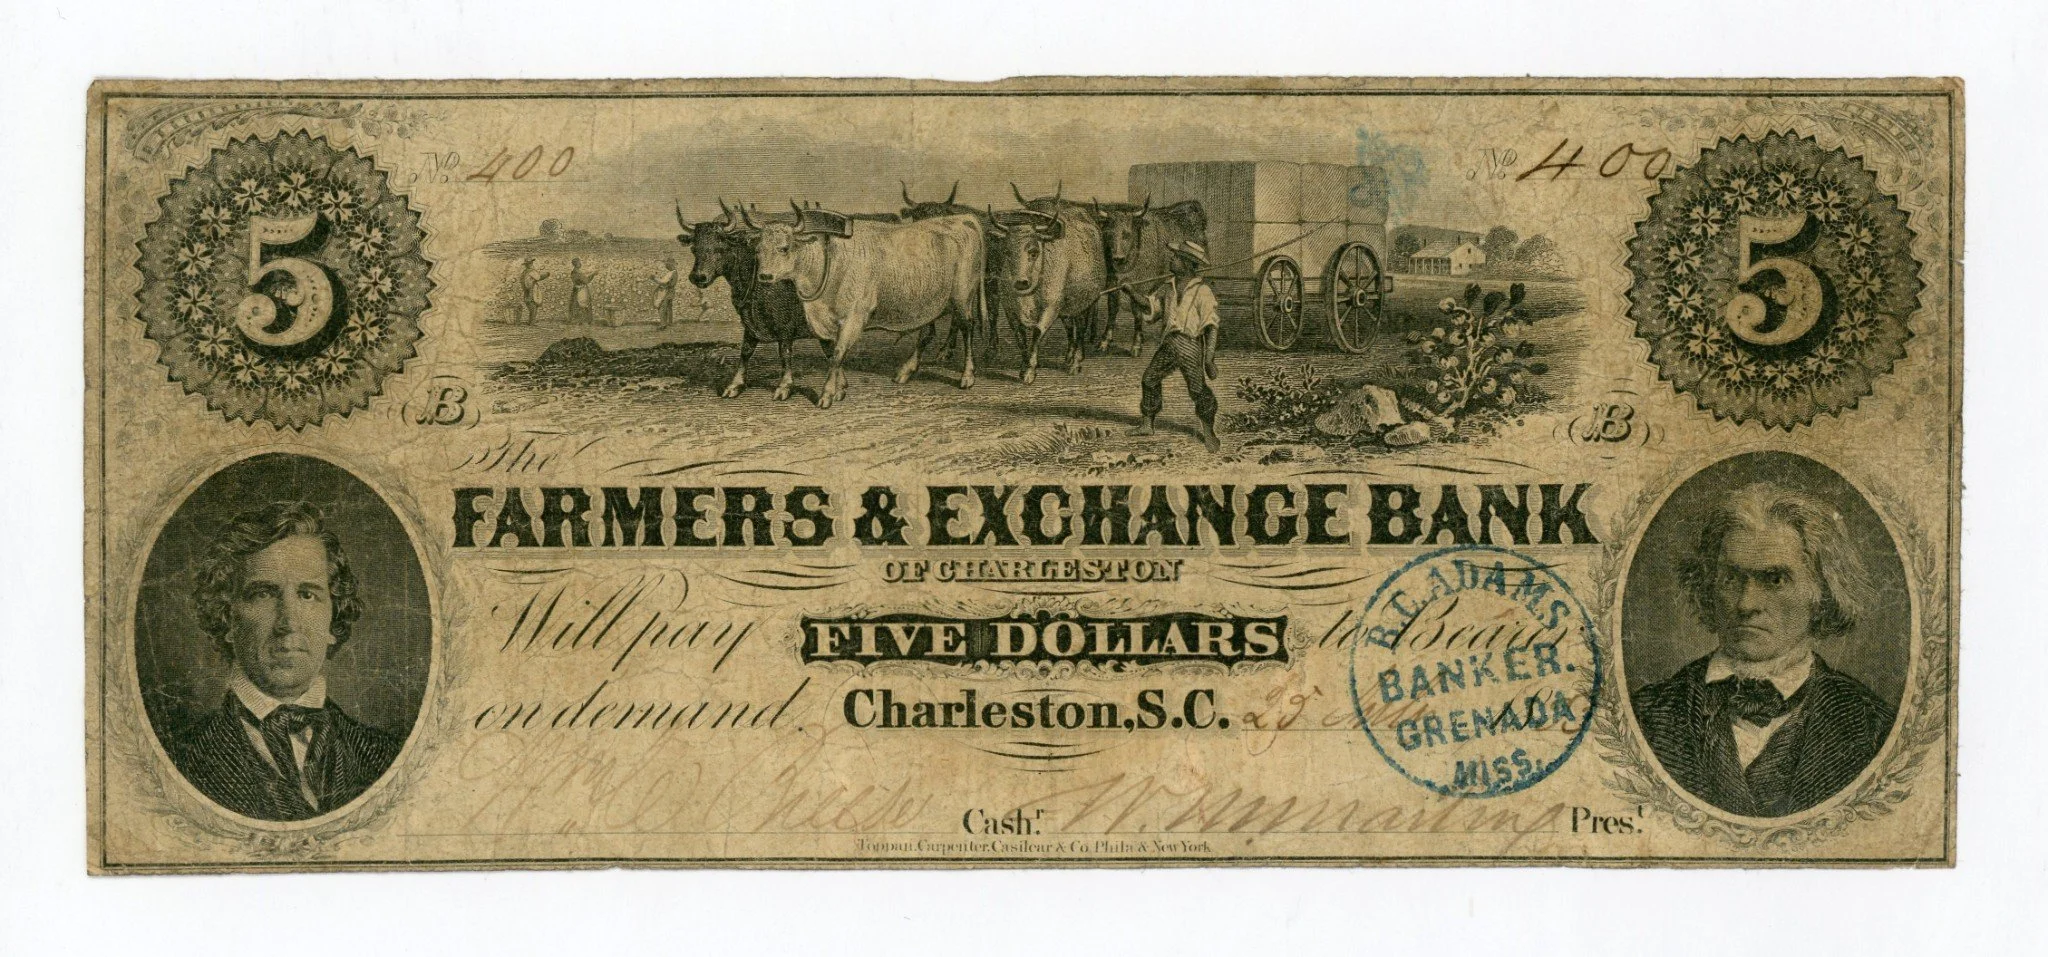 No. 400
No. 400
5
5
B
B
The
FARMERS & EXCHANGE BANK
OF CHARLESTON
Will pay FIVE DOLLARS to Bearer
on demand. Charleston, S.C. 25
R.C. ADAMS
BANKER.
GRENADA
MISS.
Cash.r
Pres.t
Toppan, Carpenter, Casilear & Co. Phila. & New York.